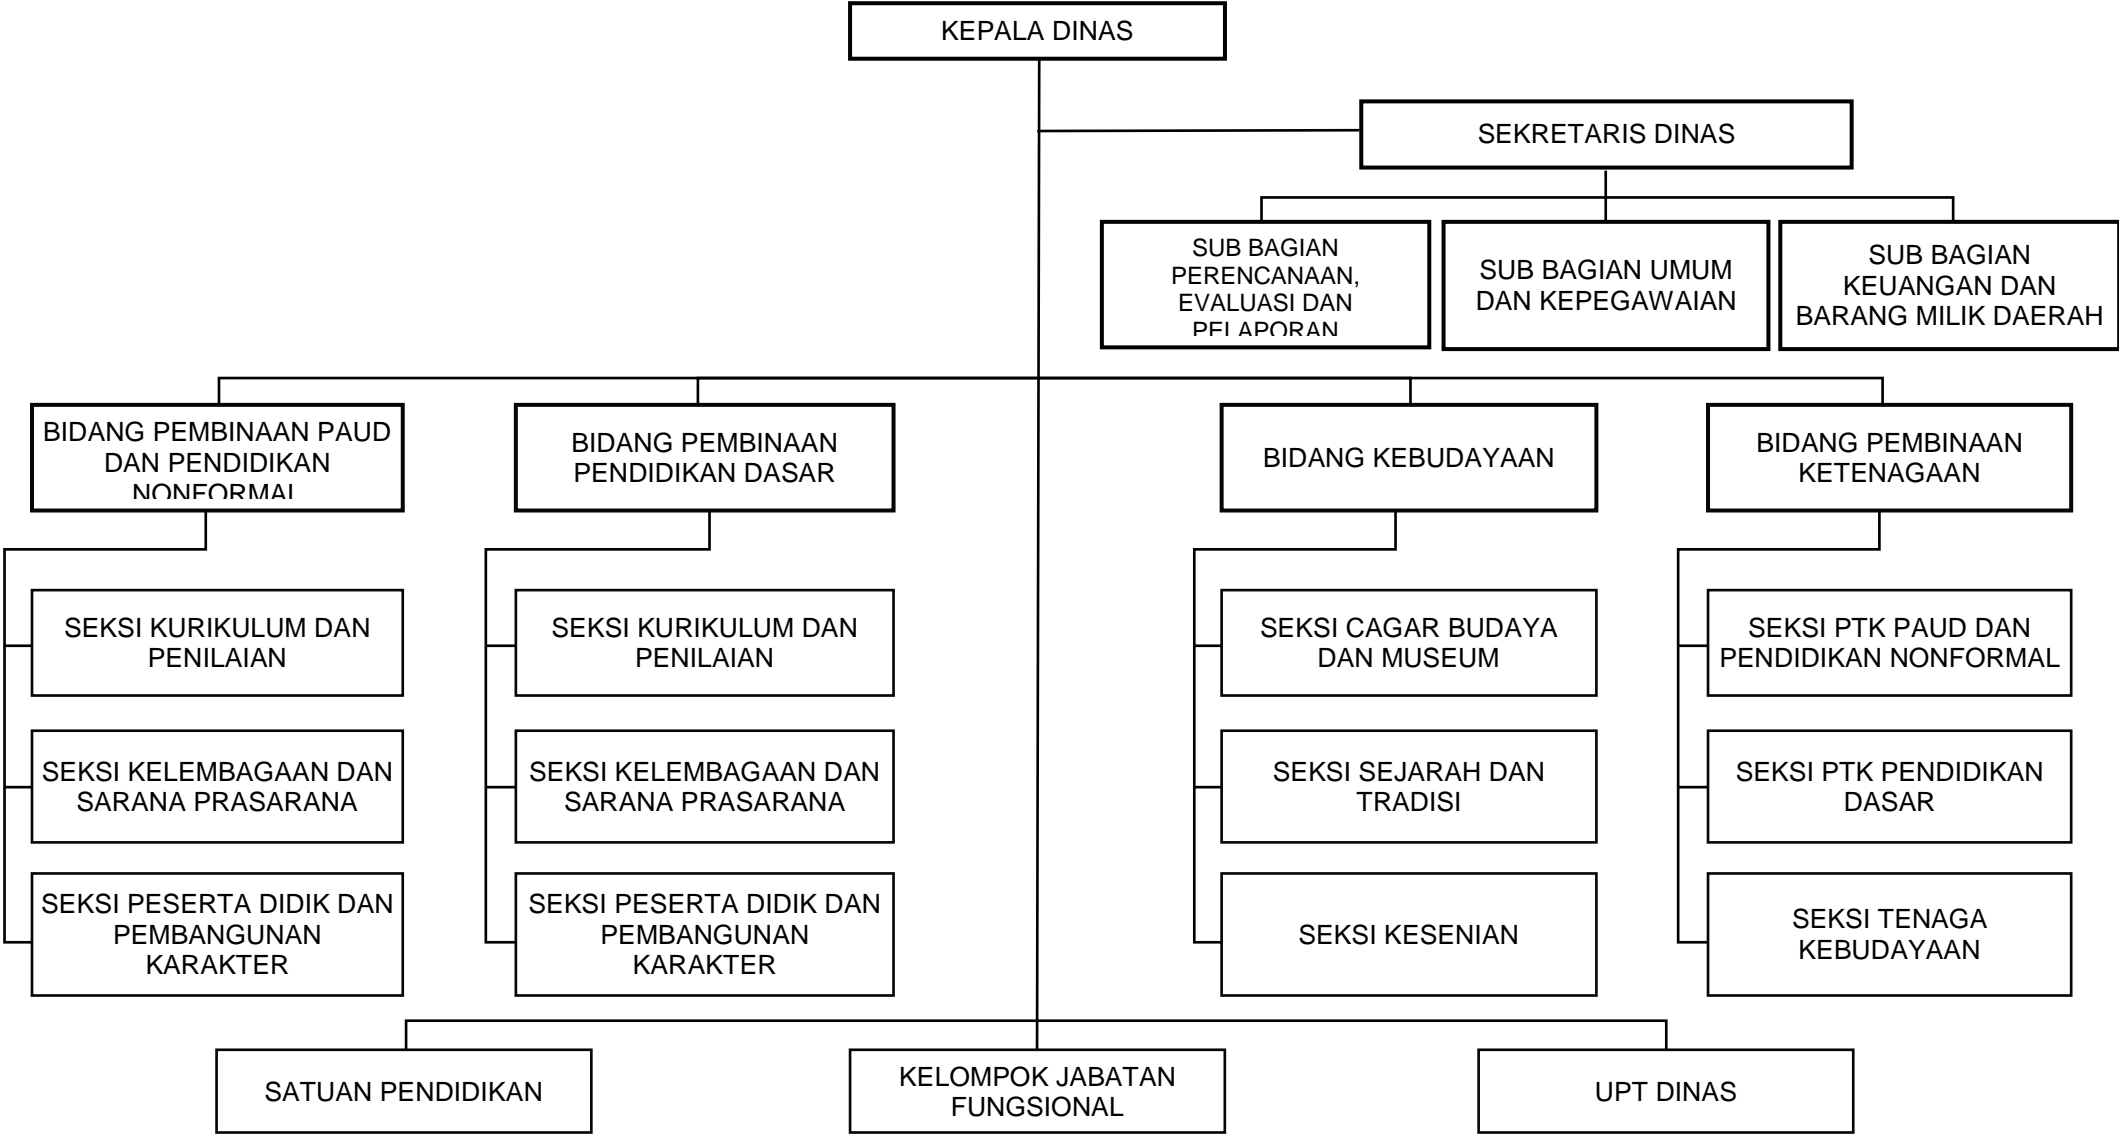 KEPALA DINAS
SEKRETARIS DINAS
SUB BAGIAN
PERENCANAAN,
EVALUASI DAN
PELAPORAN
SUB BAGIAN UMUM
DAN KEPEGAWAIAN
SUB BAGIAN
KEUANGAN DAN
BARANG MILIK DAERAH
BIDANG PEMBINAAN PAUD
DAN PENDIDIKAN
NONFORMAL
BIDANG PEMBINAAN
PENDIDIKAN DASAR
BIDANG KEBUDAYAAN
BIDANG PEMBINAAN
KETENAGAAN
SEKSI KURIKULUM DAN
PENILAIAN
SEKSI KURIKULUM DAN
PENILAIAN
SEKSI CAGAR BUDAYA
DAN MUSEUM
SEKSI PTK PAUD DAN
PENDIDIKAN NONFORMAL
SEKSI KELEMBAGAAN DAN
SARANA PRASARANA
SEKSI KELEMBAGAAN DAN
SARANA PRASARANA
SEKSI SEJARAH DAN
TRADISI
SEKSI PTK PENDIDIKAN
DASAR
SEKSI PESERTA DIDIK DAN
PEMBANGUNAN
KARAKTER
SEKSI PESERTA DIDIK DAN
PEMBANGUNAN
KARAKTER
SEKSI KESENIAN
SEKSI TENAGA
KEBUDAYAAN
SATUAN PENDIDIKAN
KELOMPOK JABATAN
FUNGSIONAL
UPT DINAS